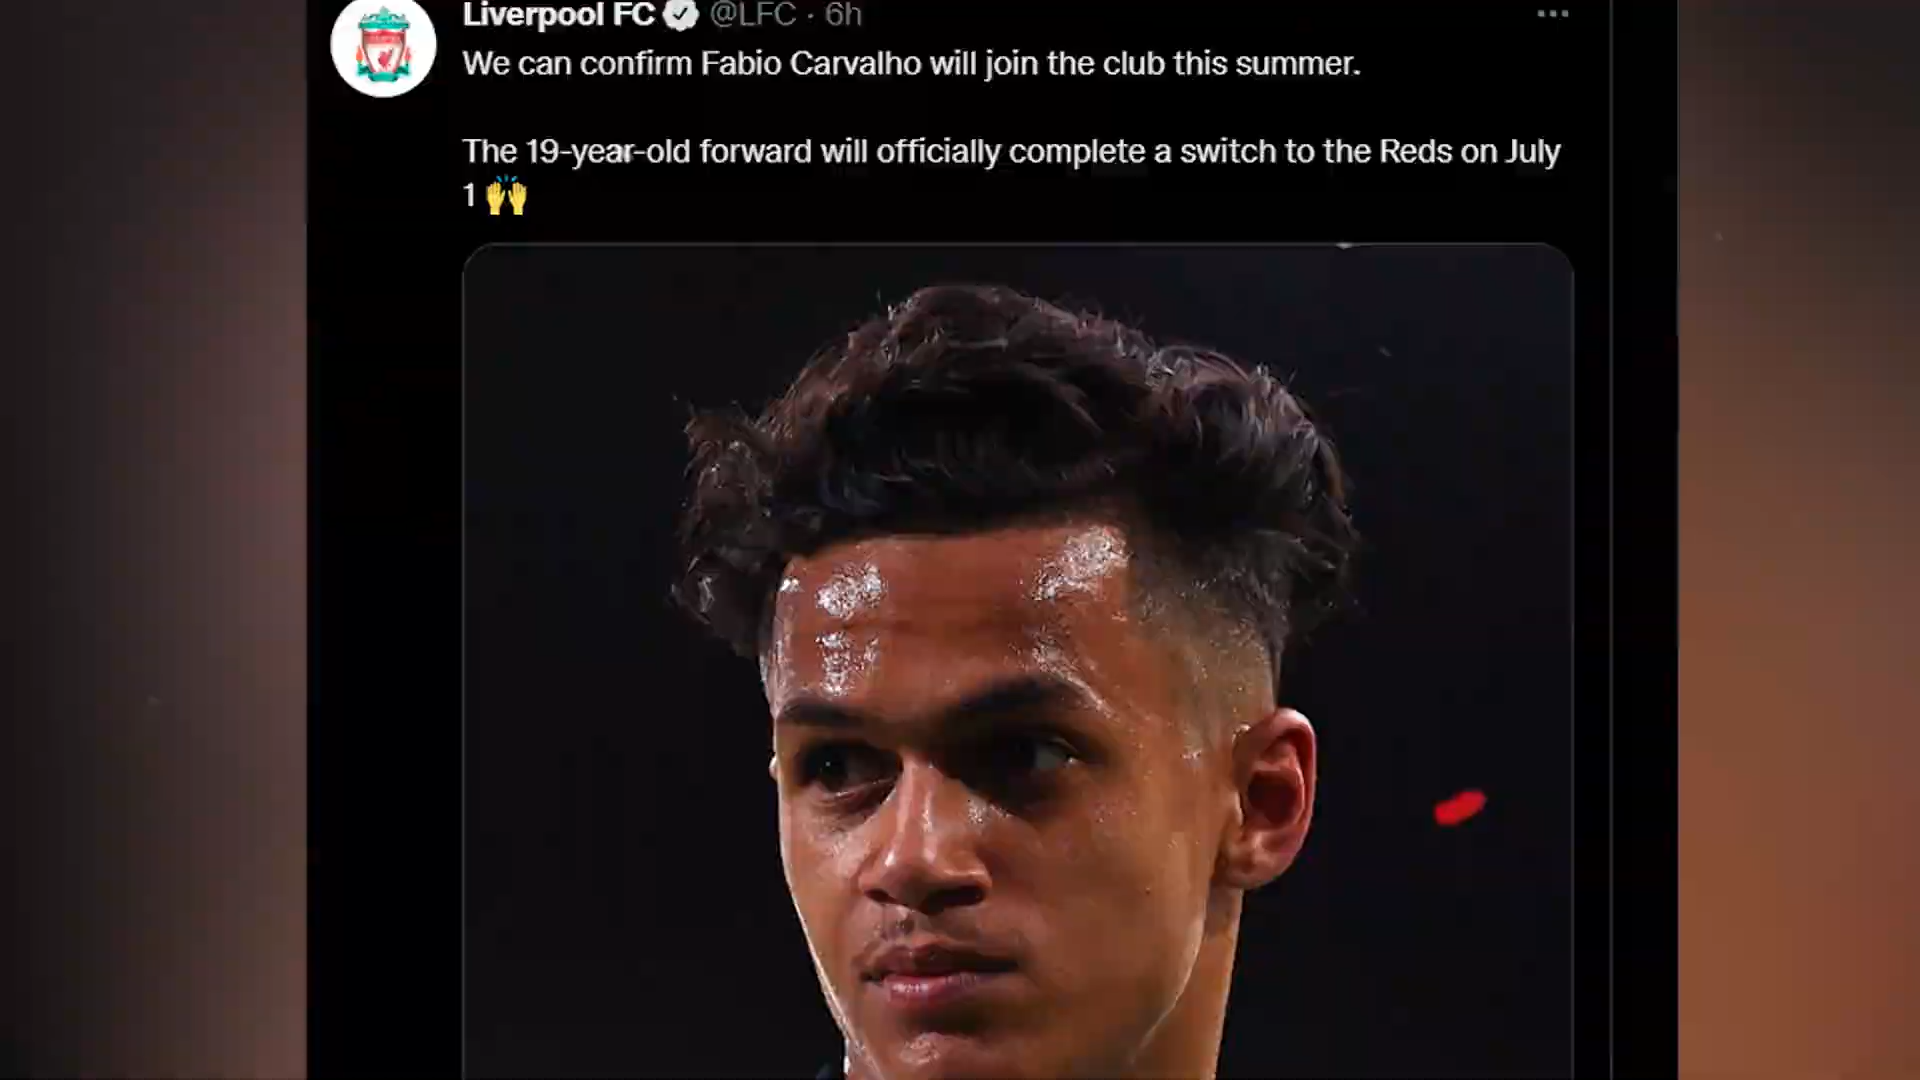 Liverpool FC @LFC · 6h
We can confirm Fabio Carvalho will join the club this summer.
The 19-year-old forward will officially complete a switch to the Reds on July
1 🙌